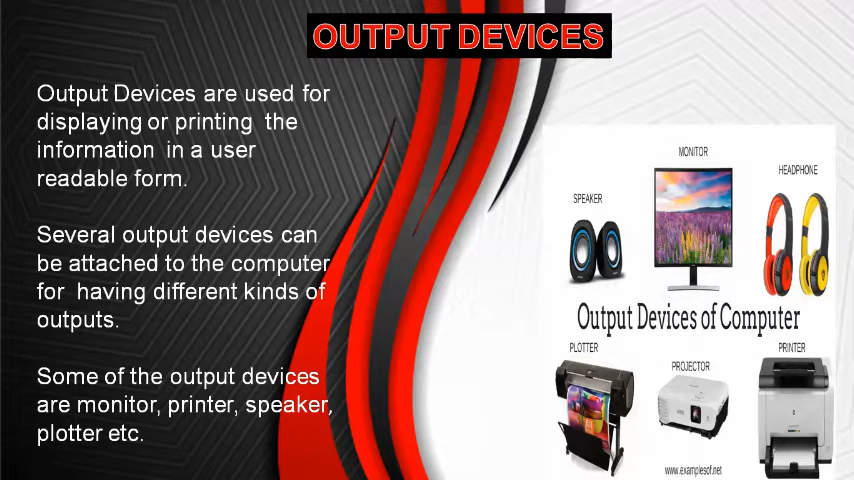 OUTPUT DEVICES
Output Devices are used for
displaying or printing the
information in a user
readable form.
Several output devices can
be attached to the computer
for having different kinds of
outputs.
Some of the output devices
are monitor, printer, speaker,
plotter etc.
MONITOR
HEADPHONE
SPEAKER
Output Devices of Computer
PLOTTER
PROJECTOR
PRINTER
www.examplesof.net